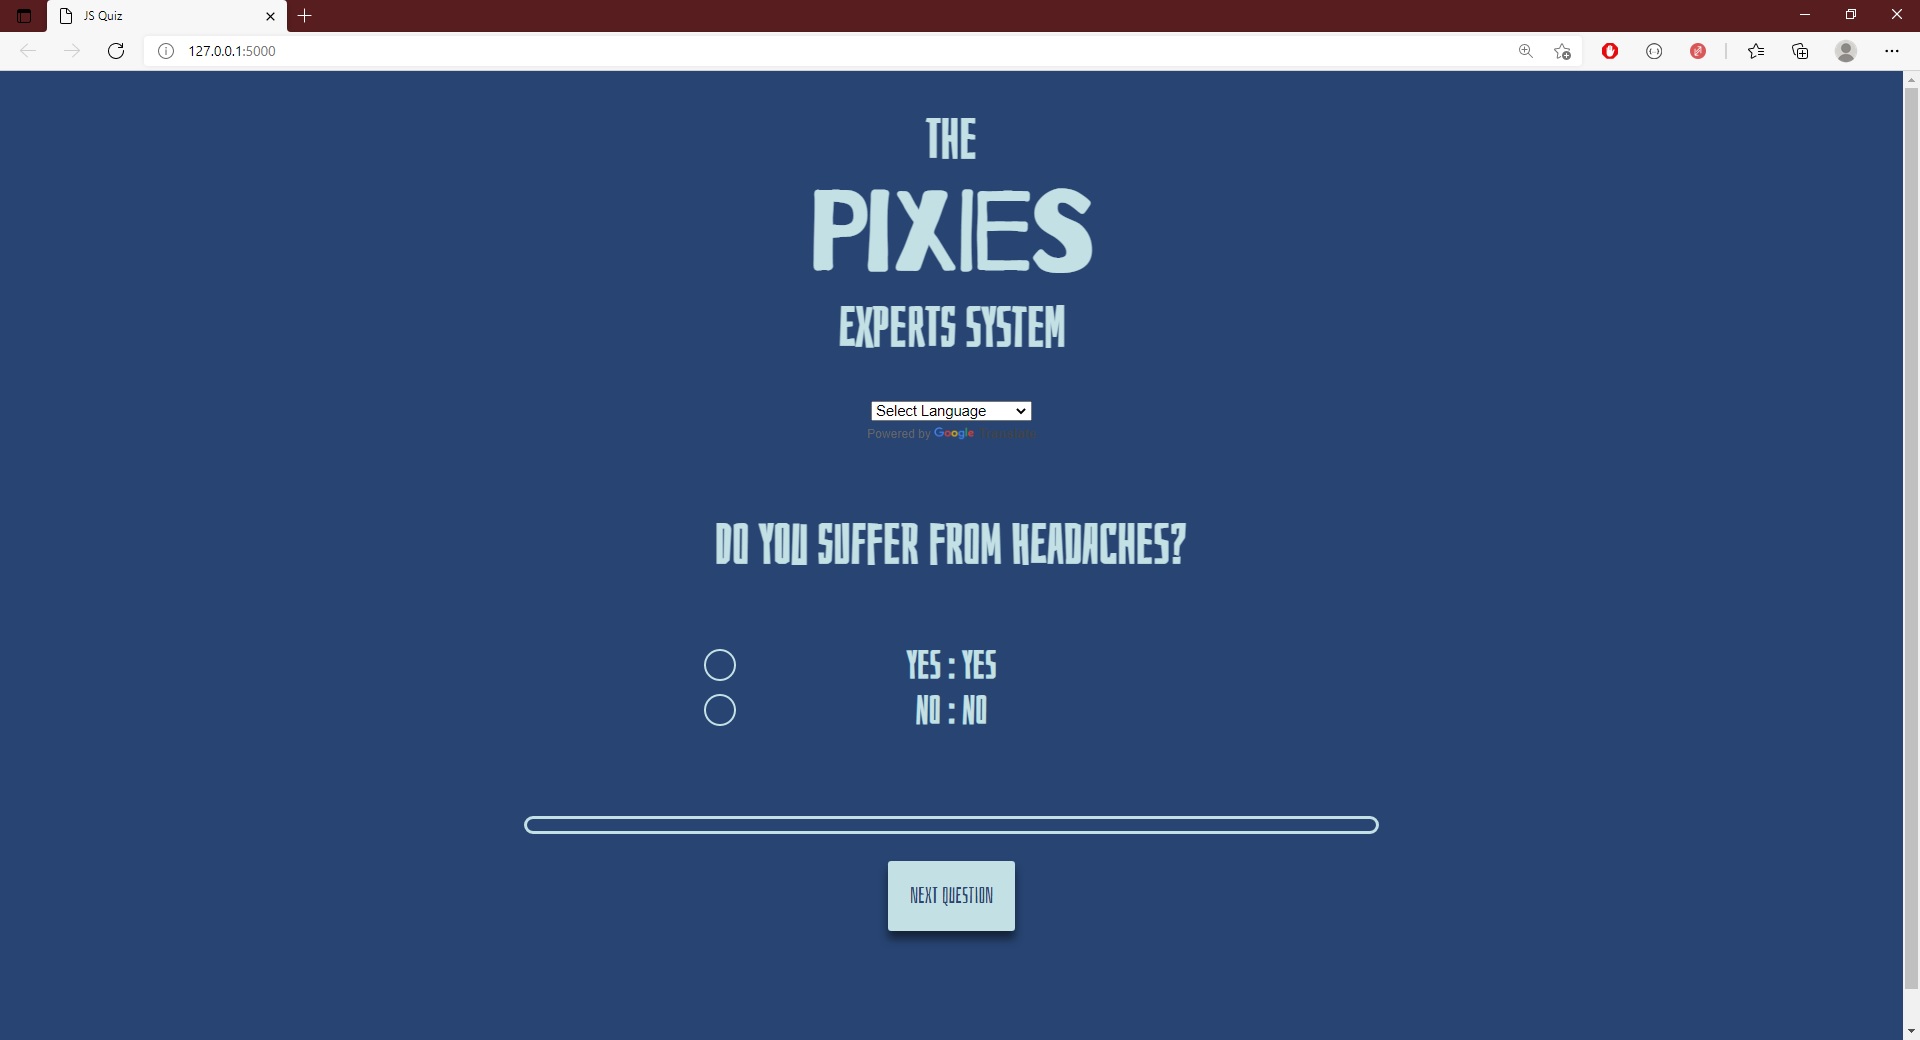 JS Quiz
127.0.0.1:5000
THE
PIXIES
EXPERTS SYSTEM
Select Language
Powered by Google Translate
DO YOU SUFFER FROM HEADACHES?
YES : YES
NO : NO
NEXT QUESTION